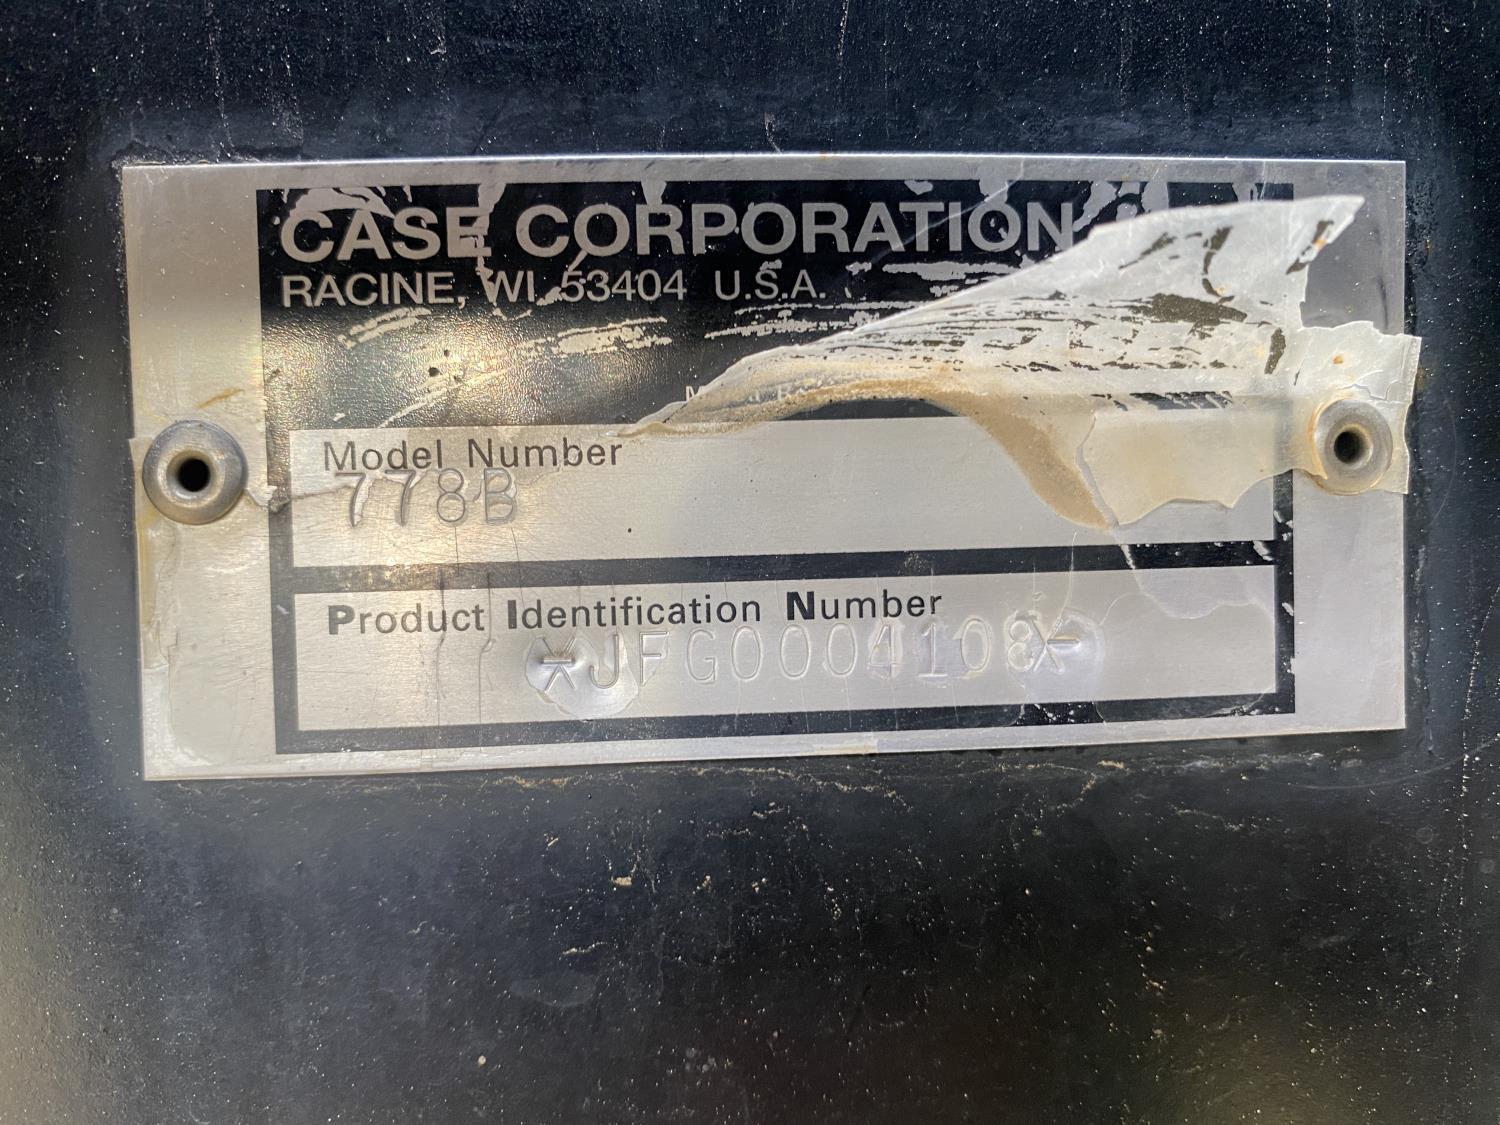 CASE CORPORATION
RACINE, WI 53404 U.S.A.
Model Number
778B
Product Identification Number
*JFG0004108*